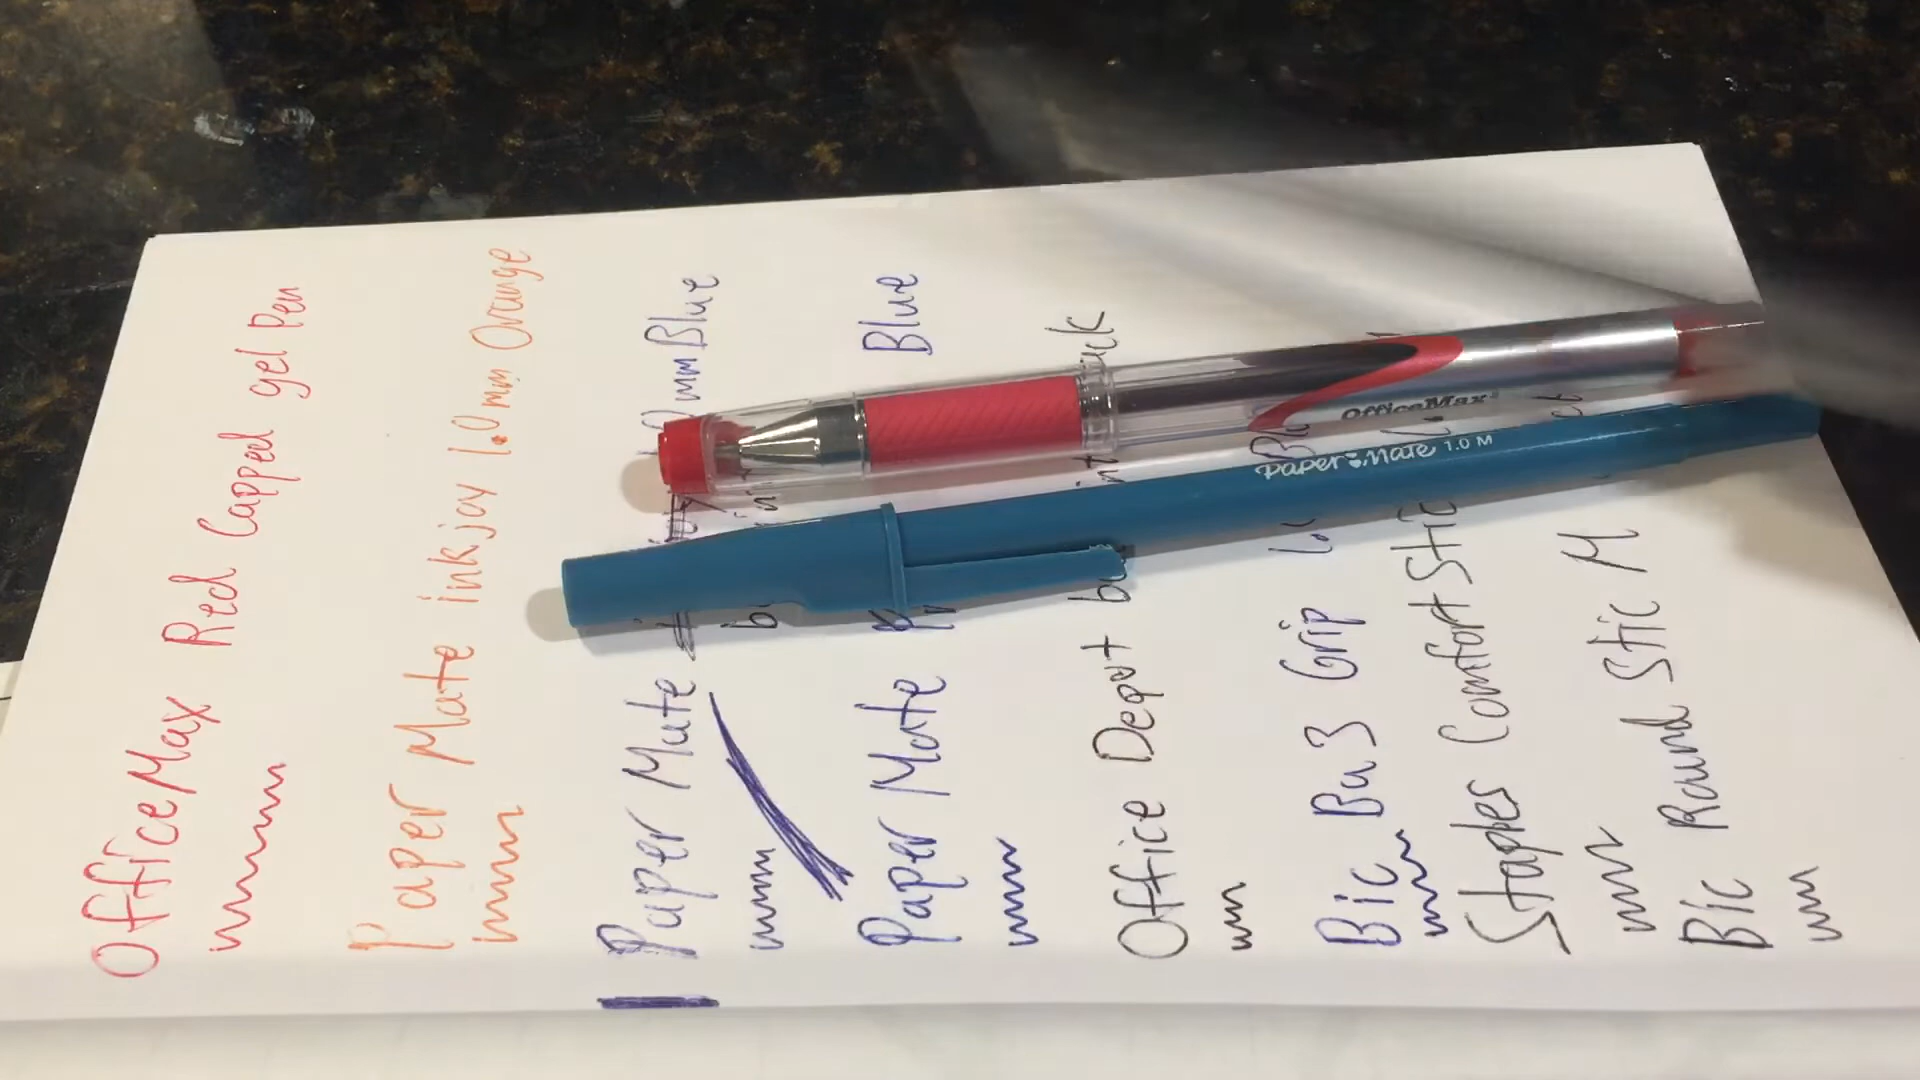 OfficeMax Red Capped gel Pen
Paper Mate inkjoy 1.0mm Orange
Paper Mate
Blue
Paper Mate
Blue
Office Depot
Bic Bu3 Grip
Staples Comfort Stic
Bic Round Stic M
OfficeMax
Paper Mate 1.0 M